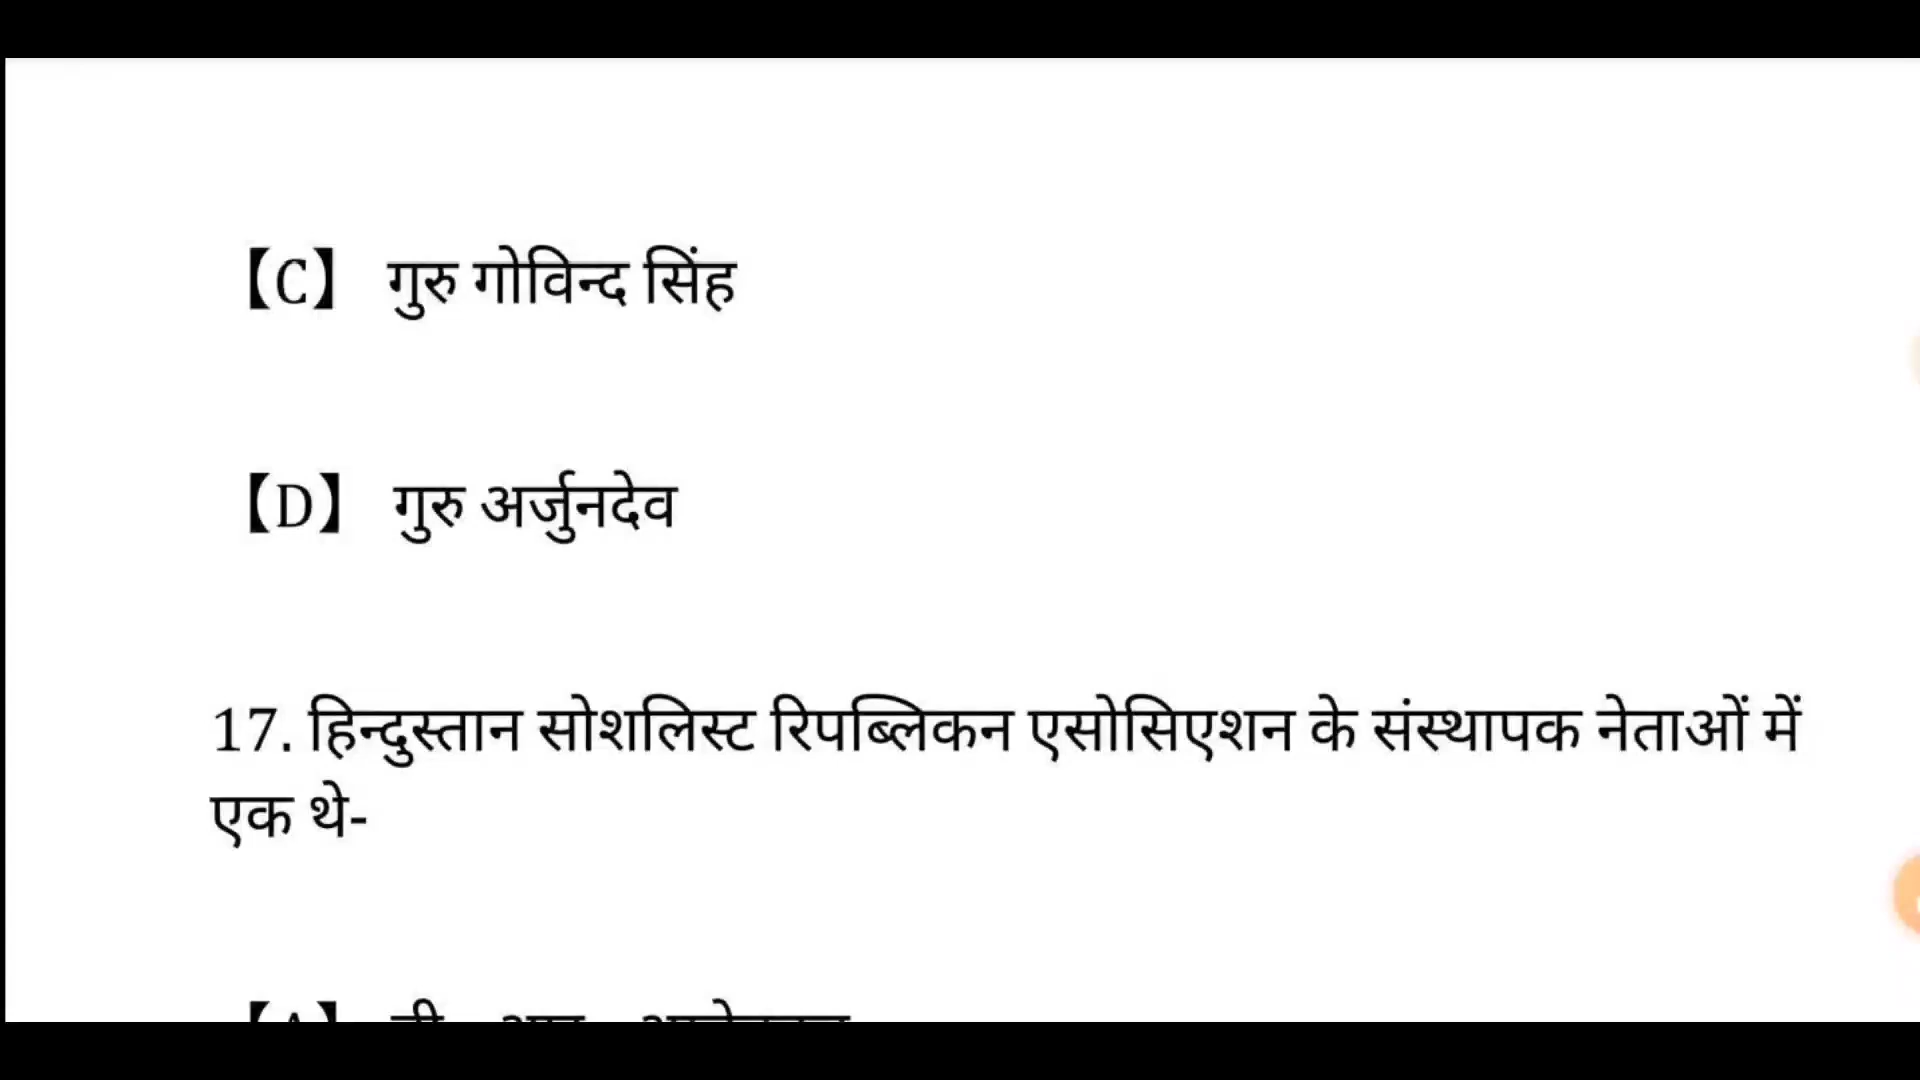 【C】 गुरु गोविन्द सिंह
【D】 गुरु अर्जुनदेव
17. हिन्दुस्तान सोशलिस्ट रिपब्लिकन एसोसिएशन के संस्थापक नेताओं में
एक थे-